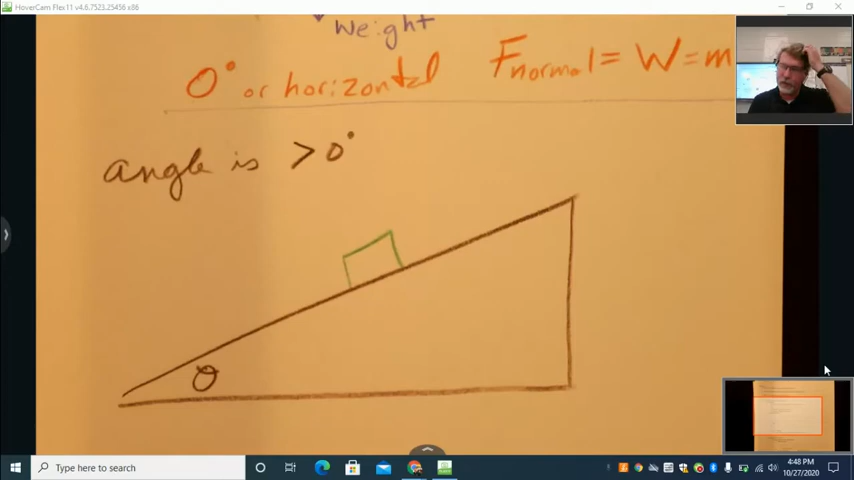 HoverCam Flex11 v4.6.7523.25456 x86
Weight
0° or horizontal Fnormal = W = m
angle is > 0°
θ
Type here to search
4:48 PM
10/27/2020